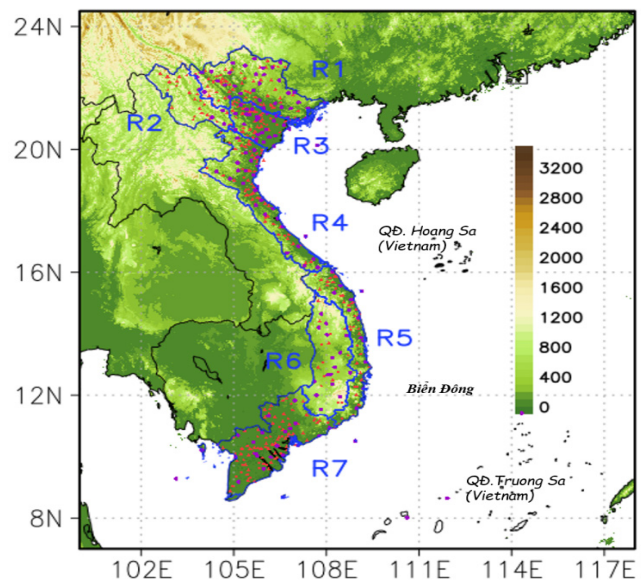 24N
R1
R2
R3
20N
3200
2800
2400
2000
1600
1200
800
400
0
R4
QĐ. Hoang Sa
(Vietnam)
16N
R5
R6
Biển Đông
12N
R7
QĐ.Truong Sa
(Vietnam)
8N
102E 105E 108E 111E 114E 117E